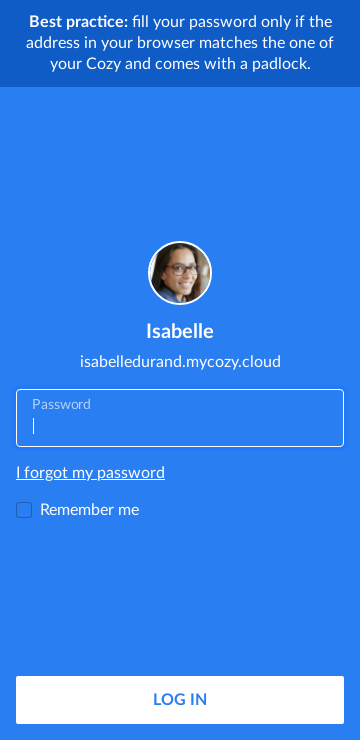 Best practice: fill your password only if the
address in your browser matches the one of
your Cozy and comes with a padlock.
Isabelle
isabelledurand.mycozy.cloud
Password
I forgot my password
Remember me
LOG IN